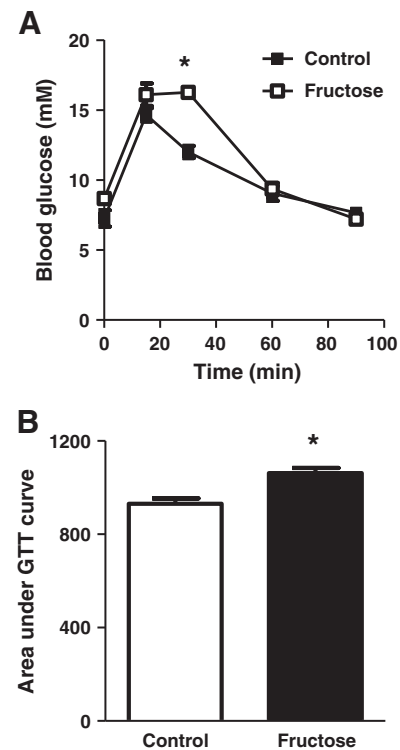 A
*
Control
Fructose
Blood glucose (mM)
20
15
10
5
0
0 20 40 60 80 100
Time (min)
B
*
Area under GTT curve
1200
800
400
0
Control Fructose